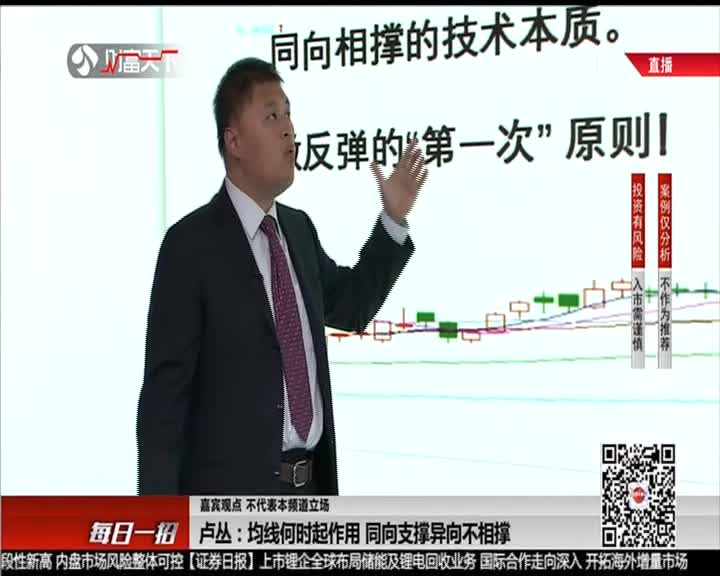 财富天下
同向相撑的技术本质。
做反弹的“第一次”原则!
直播
案例仅分析 不作为推荐
投资有风险 入市需谨慎
嘉宾观点 不代表本频道立场
每日一招
卢丛：均线何时起作用 同向支撑异向不相撑
段性新高 内盘市场风险整体可控【证券日报】上市锂企全球布局储能及锂电回收业务 国际合作走向深入 开拓海外增量市场